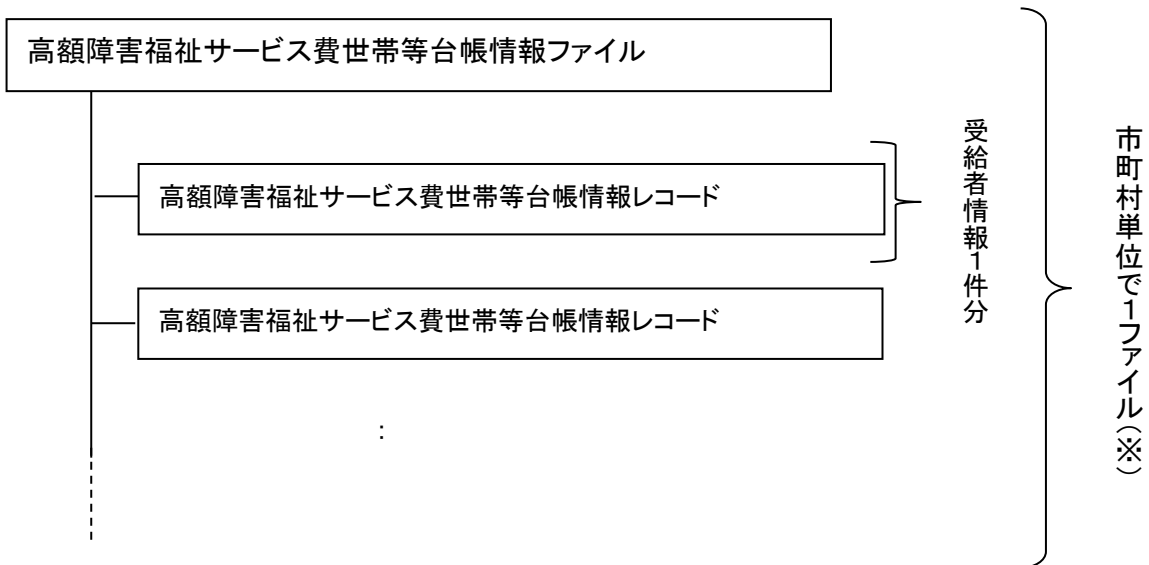 高額障害福祉サービス費世帯等台帳情報ファイル
高額障害福祉サービス費世帯等台帳情報レコード
受給者情報1件分
高額障害福祉サービス費世帯等台帳情報レコード
:
市町村単位で1ファイル(※)